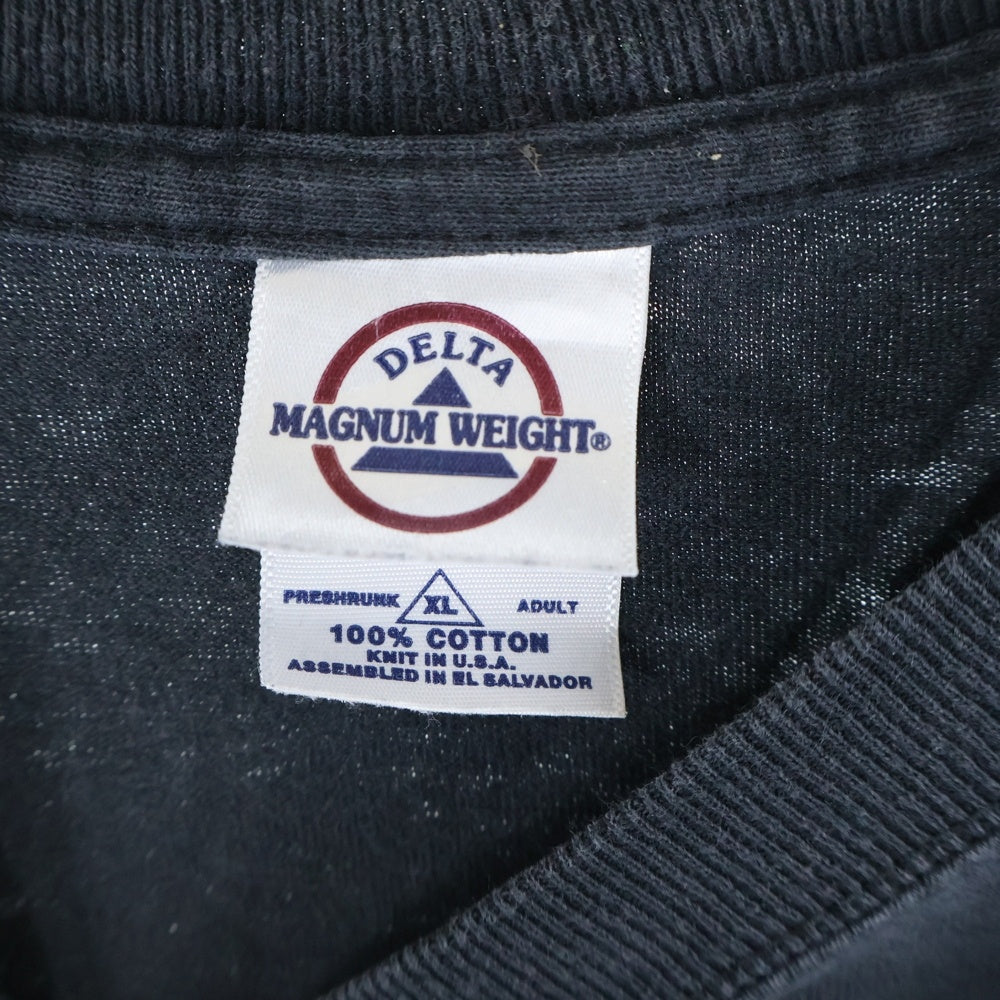 DELTA
MAGNUM WEIGHT®
PRESHRUNK XL ADULT
100% COTTON
KNIT IN U.S.A.
ASSEMBLED IN EL SALVADOR